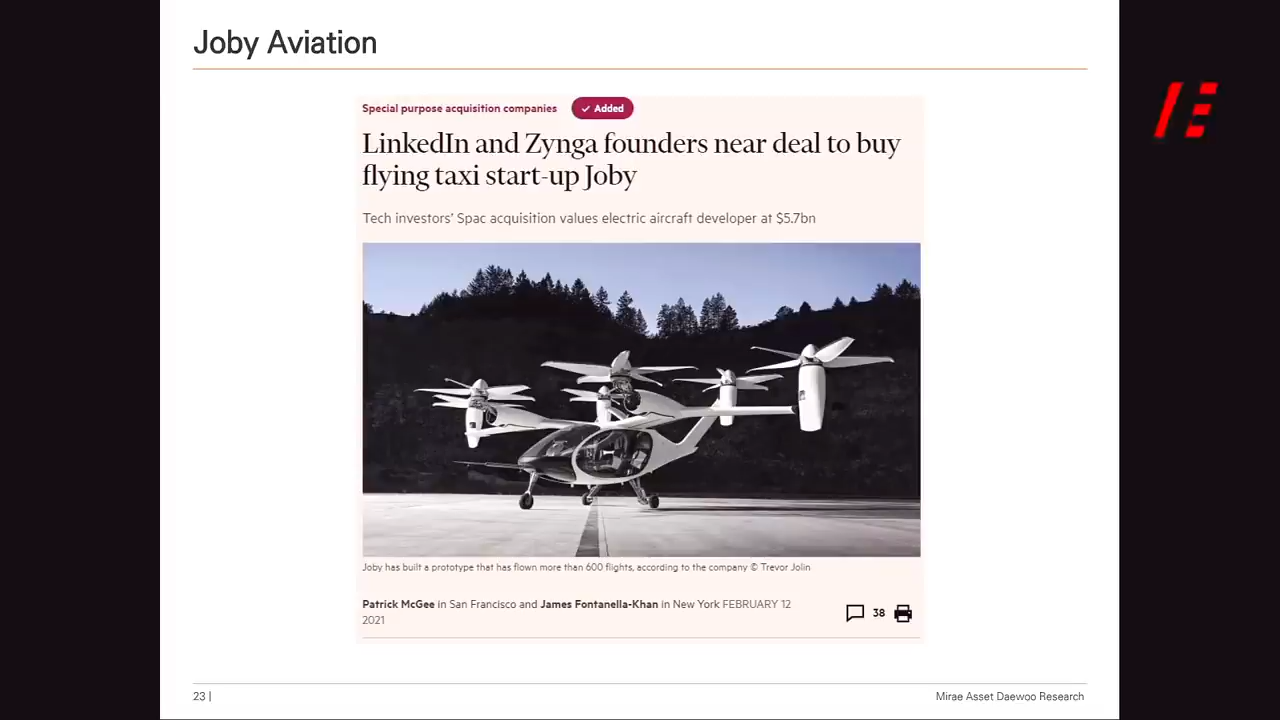 Joby Aviation
Special purpose acquisition companies
Added
LinkedIn and Zynga founders near deal to buy
flying taxi start-up Joby
Tech investors' Spac acquisition values electric aircraft developer at $5.7bn
Joby has built a prototype that has flown more than 600 flights, according to the company © Trevor Jolin
Patrick McGee in San Francisco and James Fontanella-Khan in New York FEBRUARY 12
2021
38
23 |
Mirae Asset Daewoo Research